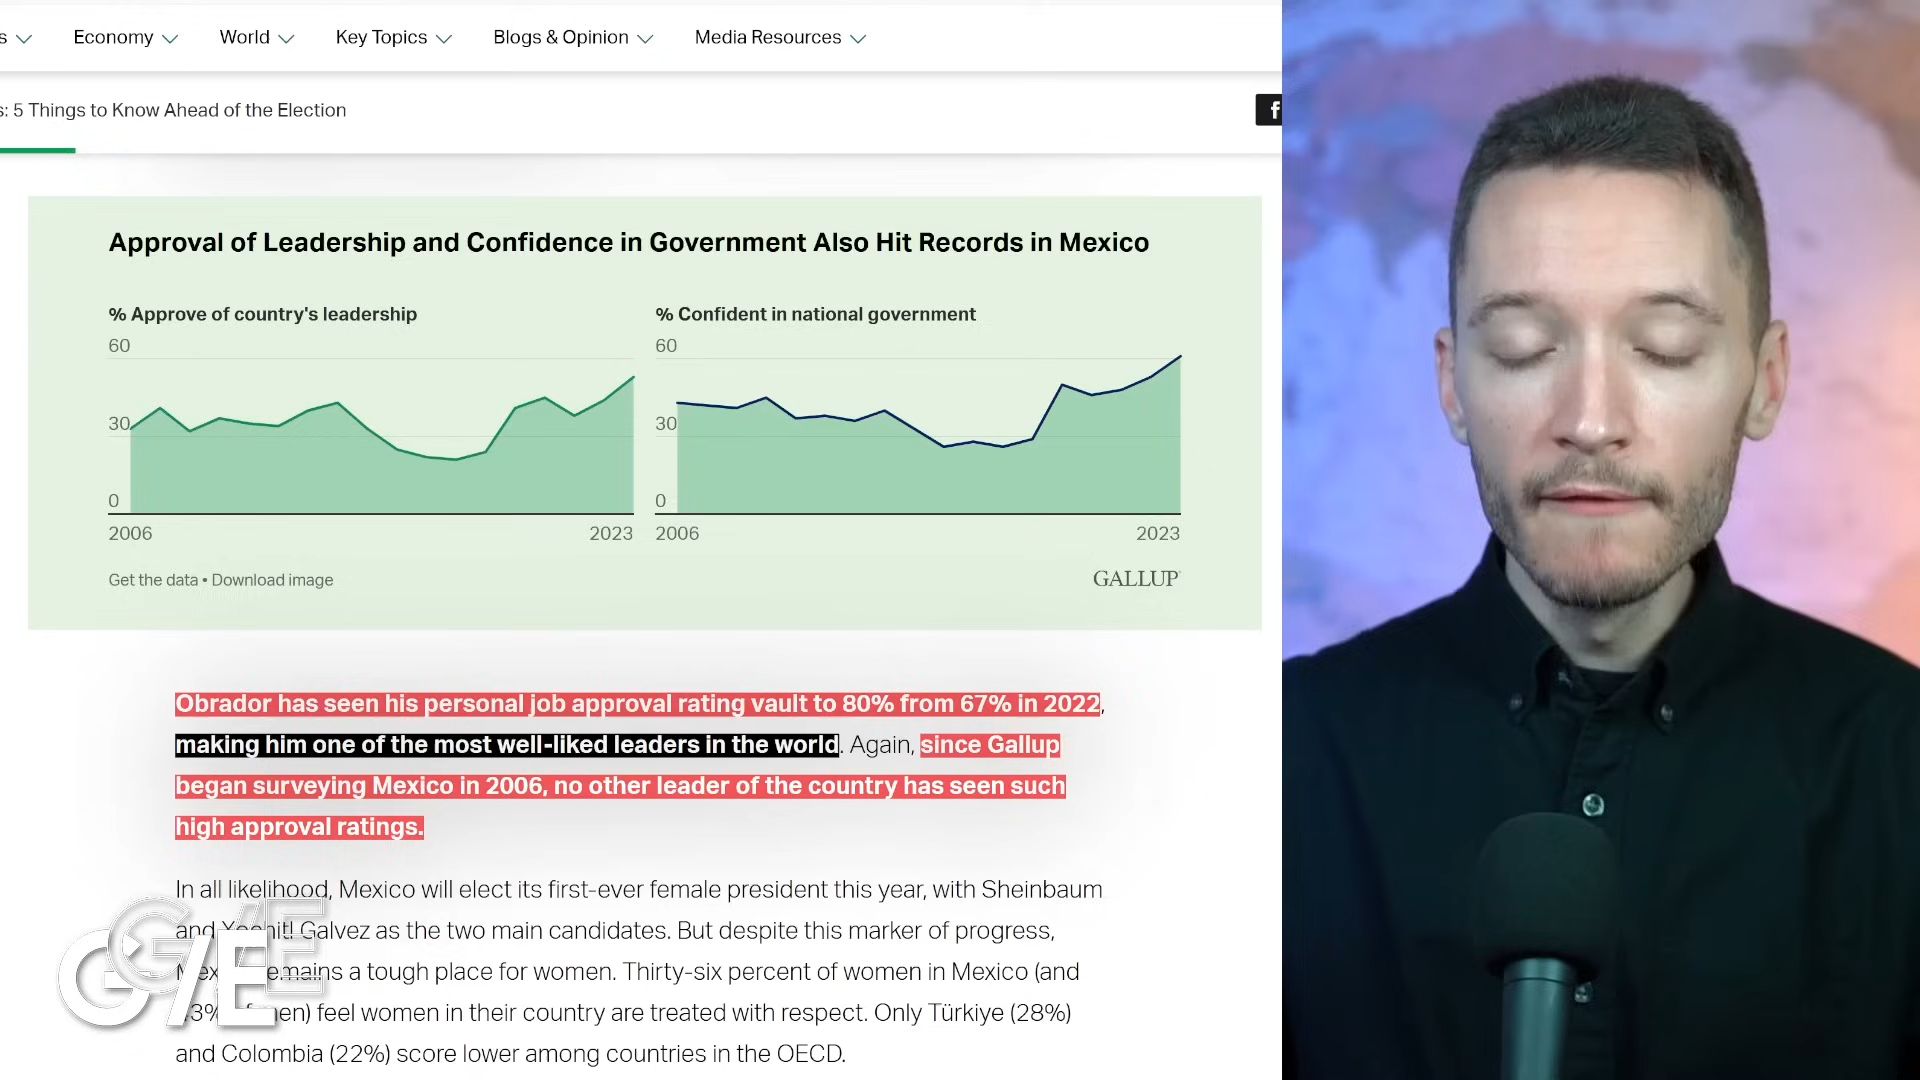 Economy
World
Key Topics
Blogs & Opinion
Media Resources
s: 5 Things to Know Ahead of the Election
f
Approval of Leadership and Confidence in Government Also Hit Records in Mexico
% Approve of country's leadership
% Confident in national government
60
30
0
2006
2023
60
30
0
2006
2023
Get the data • Download image
GALLUP
Obrador has seen his personal job approval rating vault to 80% from 67% in 2022,
making him one of the most well-liked leaders in the world. Again, since Gallup
began surveying Mexico in 2006, no other leader of the country has seen such
high approval ratings.
In all likelihood, Mexico will elect its first-ever female president this year, with Sheinbaum
and Galvez as the two main candidates. But despite this marker of progress,
remains a tough place for women. Thirty-six percent of women in Mexico (and
men) feel women in their country are treated with respect. Only Türkiye (28%)
and Colombia (22%) score lower among countries in the OECD.